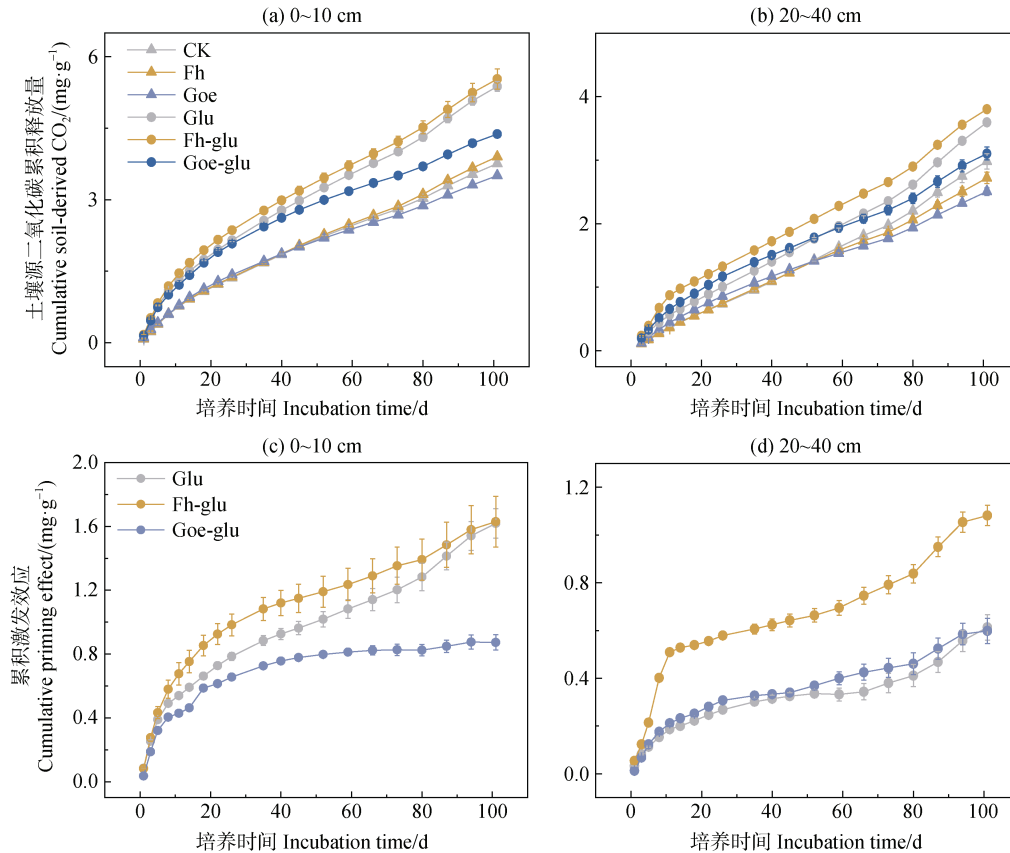 (a) 0~10 cm
(b) 20~40 cm
土壤源二氧化碳累积释放量
Cumulative soil-derived CO₂/(mg·g⁻¹)
6
3
0
CK
Fh
Goe
Glu
Fh-glu
Goe-glu
4
2
0
0 20 40 60 80 100
0 20 40 60 80 100
培养时间 Incubation time/d
培养时间 Incubation time/d
(c) 0~10 cm
(d) 20~40 cm
累积激发效应
Cumulative priming effect/(mg·g⁻¹)
2.0
1.6
1.2
0.8
0.4
0.0
Glu
Fh-glu
Goe-glu
1.2
0.8
0.4
0.0
0 20 40 60 80 100
0 20 40 60 80 100
培养时间 Incubation time/d
培养时间 Incubation time/d